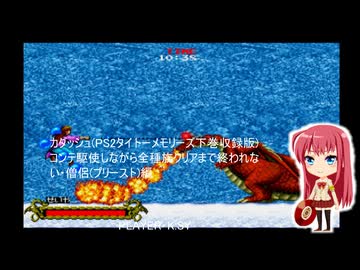 TIME
10:35
カダッシュ(PS2タイトーメモリーズ下巻収録版)
コンテ駆使しながら全種族クリアまで終われな
い・僧侶(プリースト)編
PLAYER-K.SY